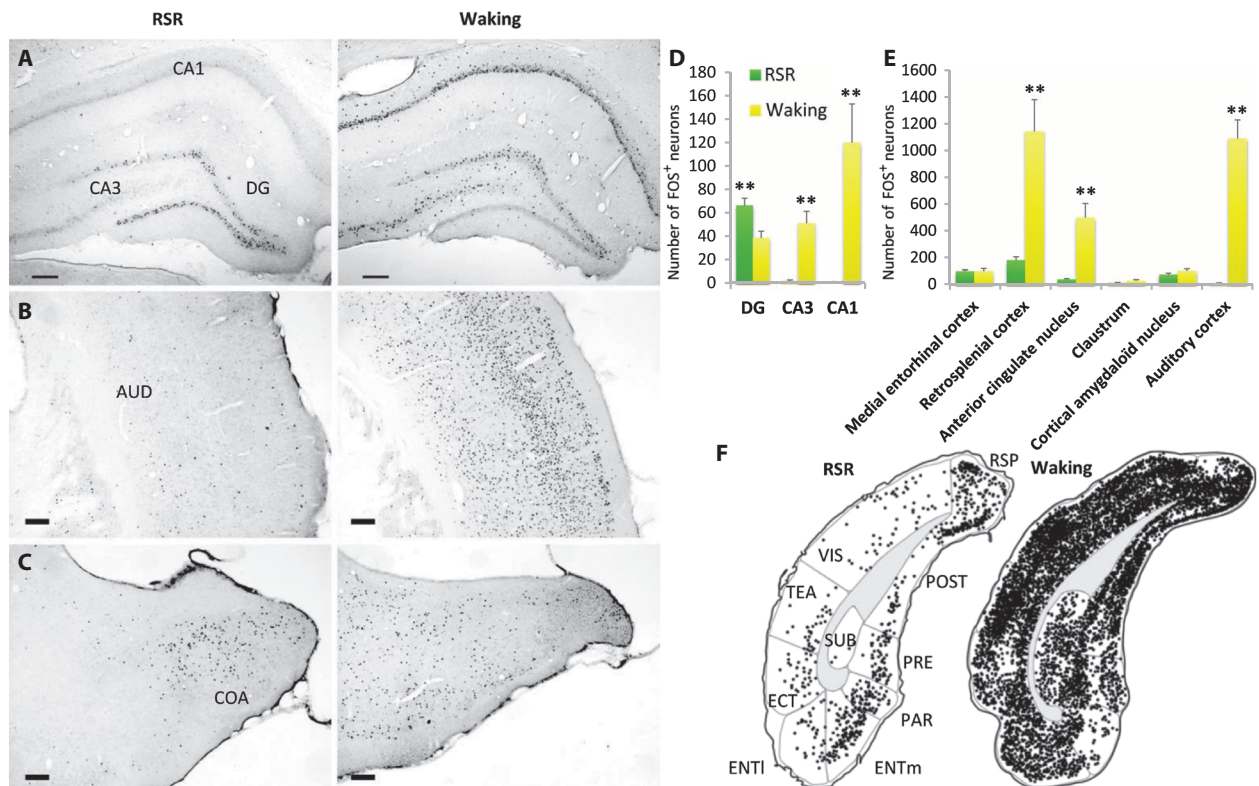 RSR
Waking
A
CA1
CA3
DG
B
AUD
C
COA
D
Number of FOS+ neurons
180
160
140
120
100
80
60
40
20
0
RSR
Waking
**
**
**
DG CA3 CA1
E
Number of FOS+ neurons
1600
1400
1200
1000
800
600
400
200
0
**
**
**
Medial entorhinal cortex
Retrosplenial cortex
Anterior cingulate nucleus
Claustrum
Cortical amygdaloïd nucleus
Auditory cortex
F
RSR
Waking
RSP
VIS
POST
TEA
SUB
PRE
ECT
PAR
ENTl
ENTm